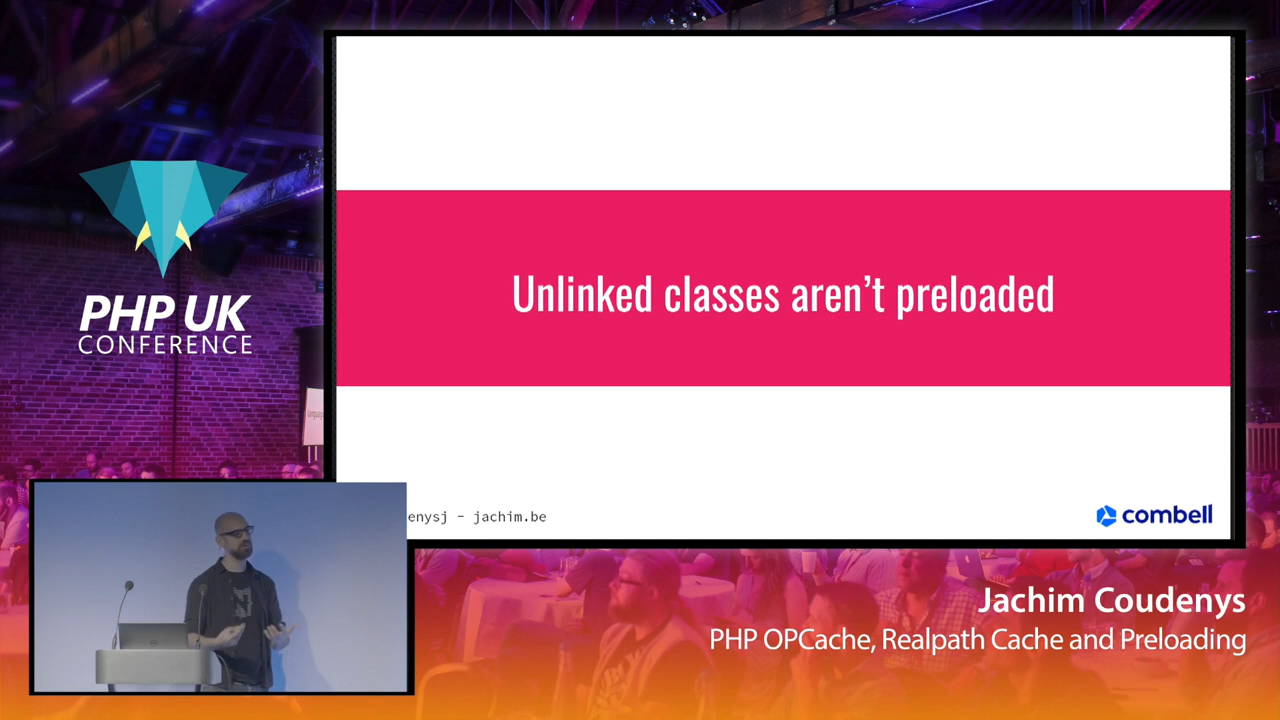 Unlinked classes aren't preloaded
enysj - jachim.be
combell
PHP UK
CONFERENCE
Jachim Coudenys
PHP OPCache, Realpath Cache and Preloading